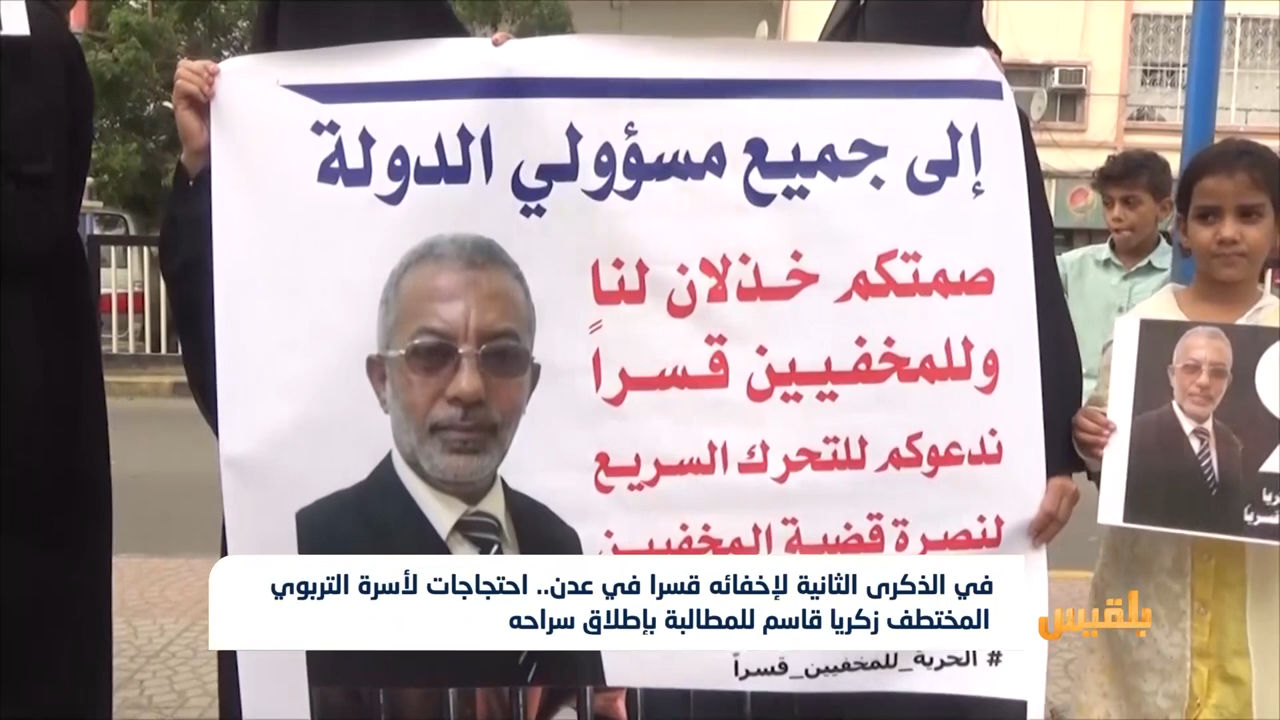 إلى جميع مسؤولي الدولة
صمتكم خذلان لنا
وللمخفيين قسراً
ندعوكم للتحرك السريع
لنصرة قضية المخفيين
في الذكرى الثانية لإخفائه قسرا في عدن.. احتجاجات لأسرة التربوي
المختطف زكريا قاسم للمطالبة بإطلاق سراحه
بلقيس
# الحرية_للمخفيين_قسراً